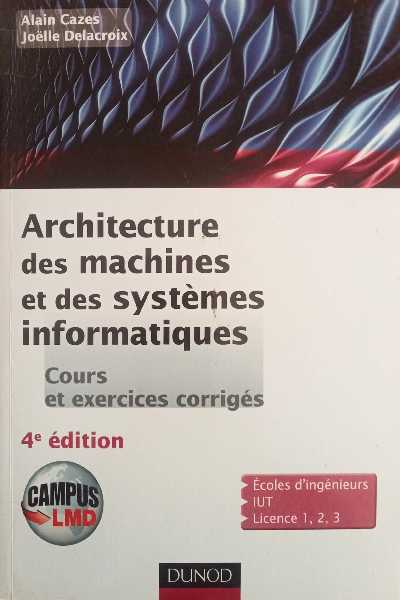 Alain Cazes
Joëlle Delacroix
Architecture
des machines
et des systèmes
informatiques
Cours
et exercices corrigés
4e édition
CAMPUS
LMD
Écoles d'ingénieurs
IUT
Licence 1, 2, 3
DUNOD